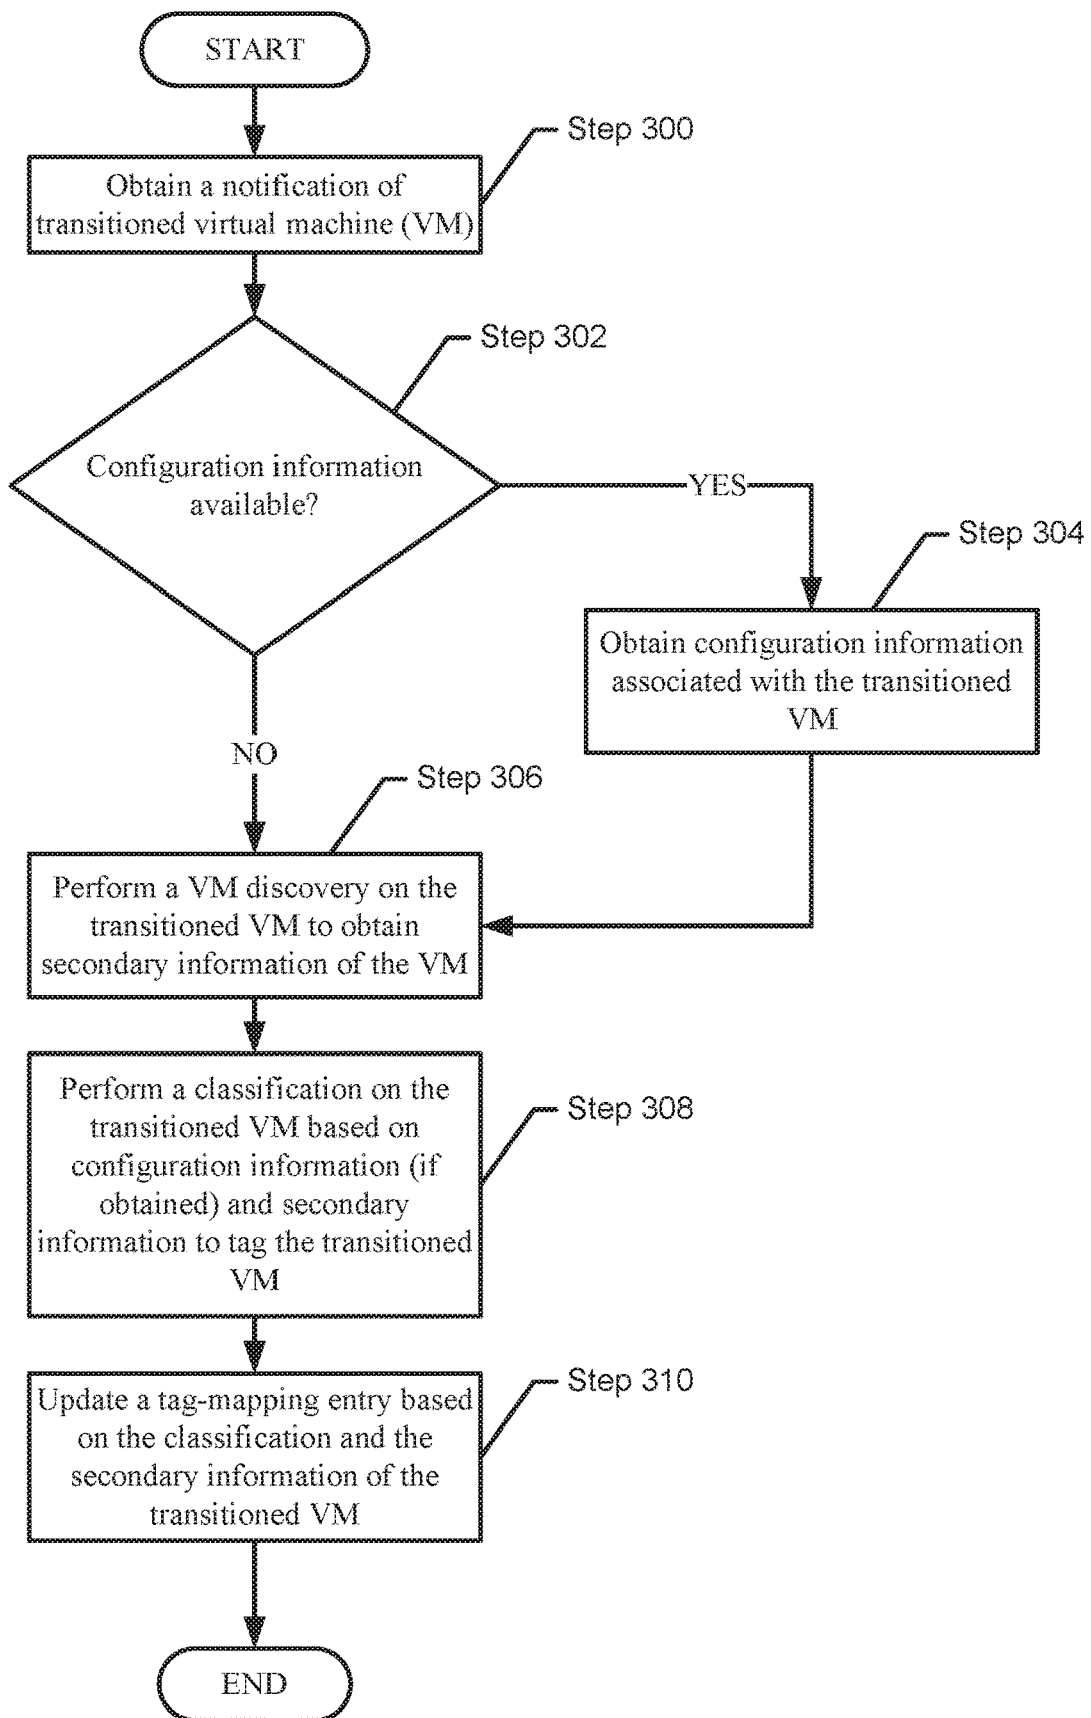 START
Step 300
Obtain a notification of
transitioned virtual machine (VM)
Step 302
Configuration information
available?
YES
Step 304
Obtain configuration information
associated with the transitioned
VM
NO
Step 306
Perform a VM discovery on the
transitioned VM to obtain
secondary information of the VM
Perform a classification on the
transitioned VM based on
configuration information (if
obtained) and secondary
information to tag the transitioned
VM
Step 308
Step 310
Update a tag-mapping entry based
on the classification and the
secondary information of the
transitioned VM
END